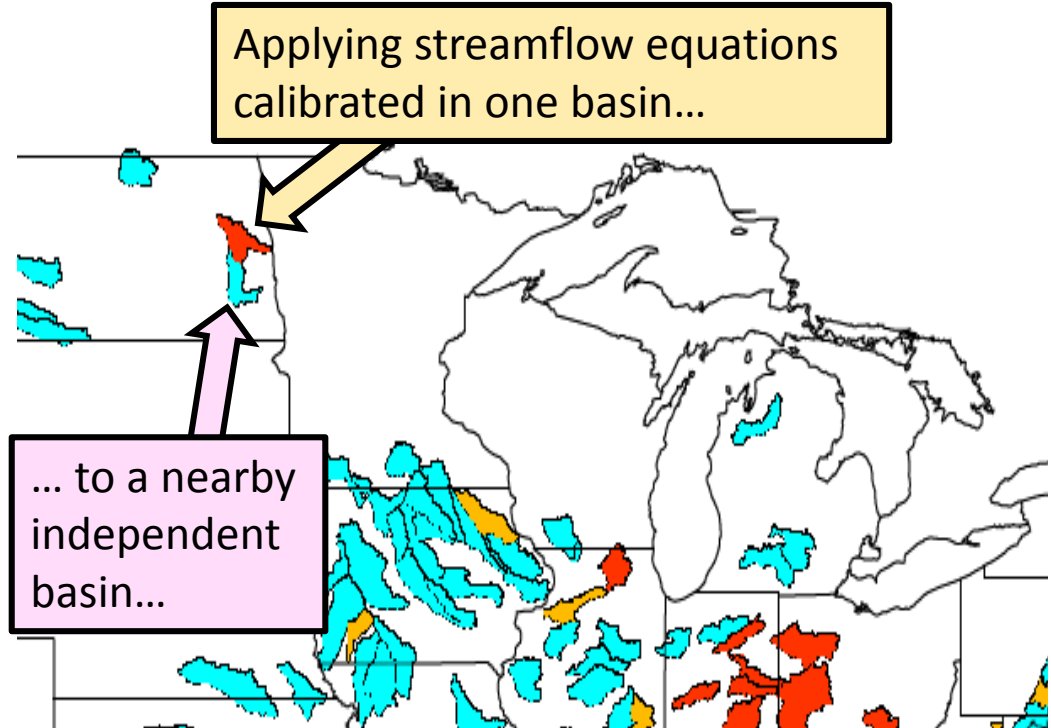 Applying streamflow equations
calibrated in one basin…
… to a nearby
independent
basin…